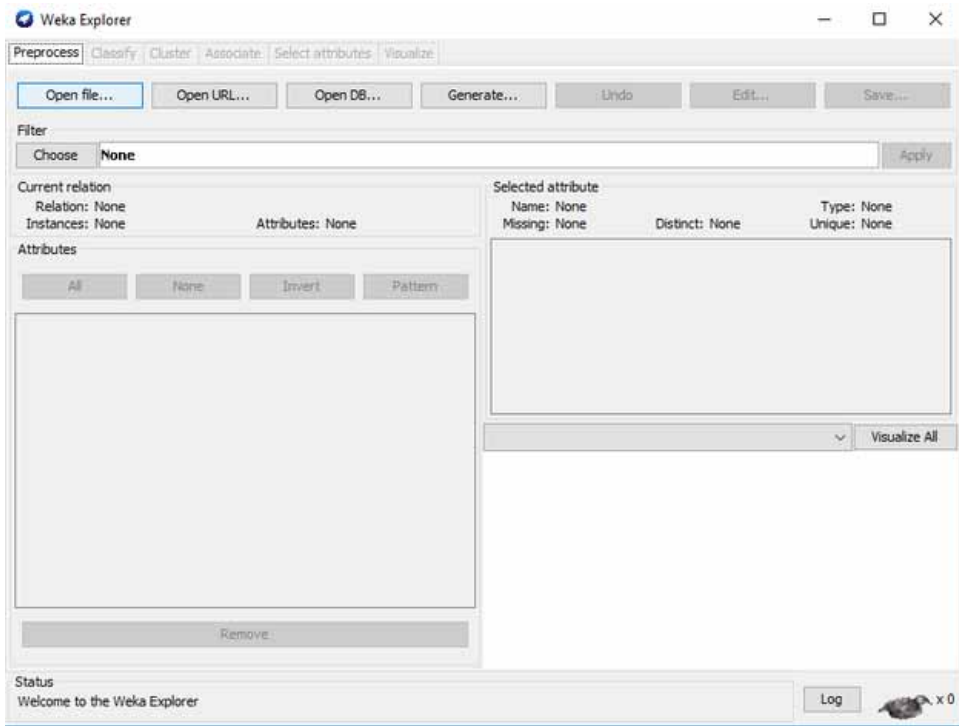 Weka Explorer
Preprocess Classify Cluster Associate Select attributes Visualize
Open file... Open URL... Open DB... Generate... Undo Edit... Save...
Filter
Choose None Apply
Current relation
Relation: None
Instances: None Attributes: None
Attributes
All None Invert Pattern
Remove
Selected attribute
Name: None Type: None
Missing: None Distinct: None Unique: None
Visualize All
Status
Welcome to the Weka Explorer
Log x 0